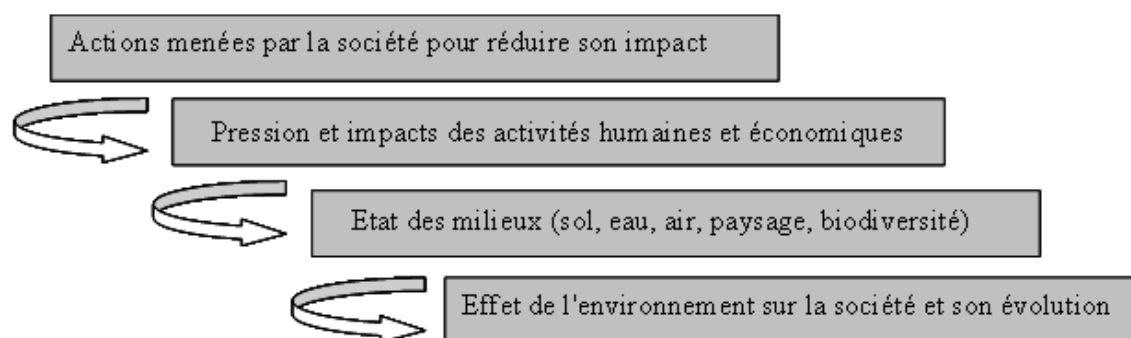 Actions menées par la société pour réduire son impact
Pression et impacts des activités humaines et économiques
Etat des milieux (sol, eau, air, paysage, biodiversité)
Effet de l'environnement sur la société et son évolution